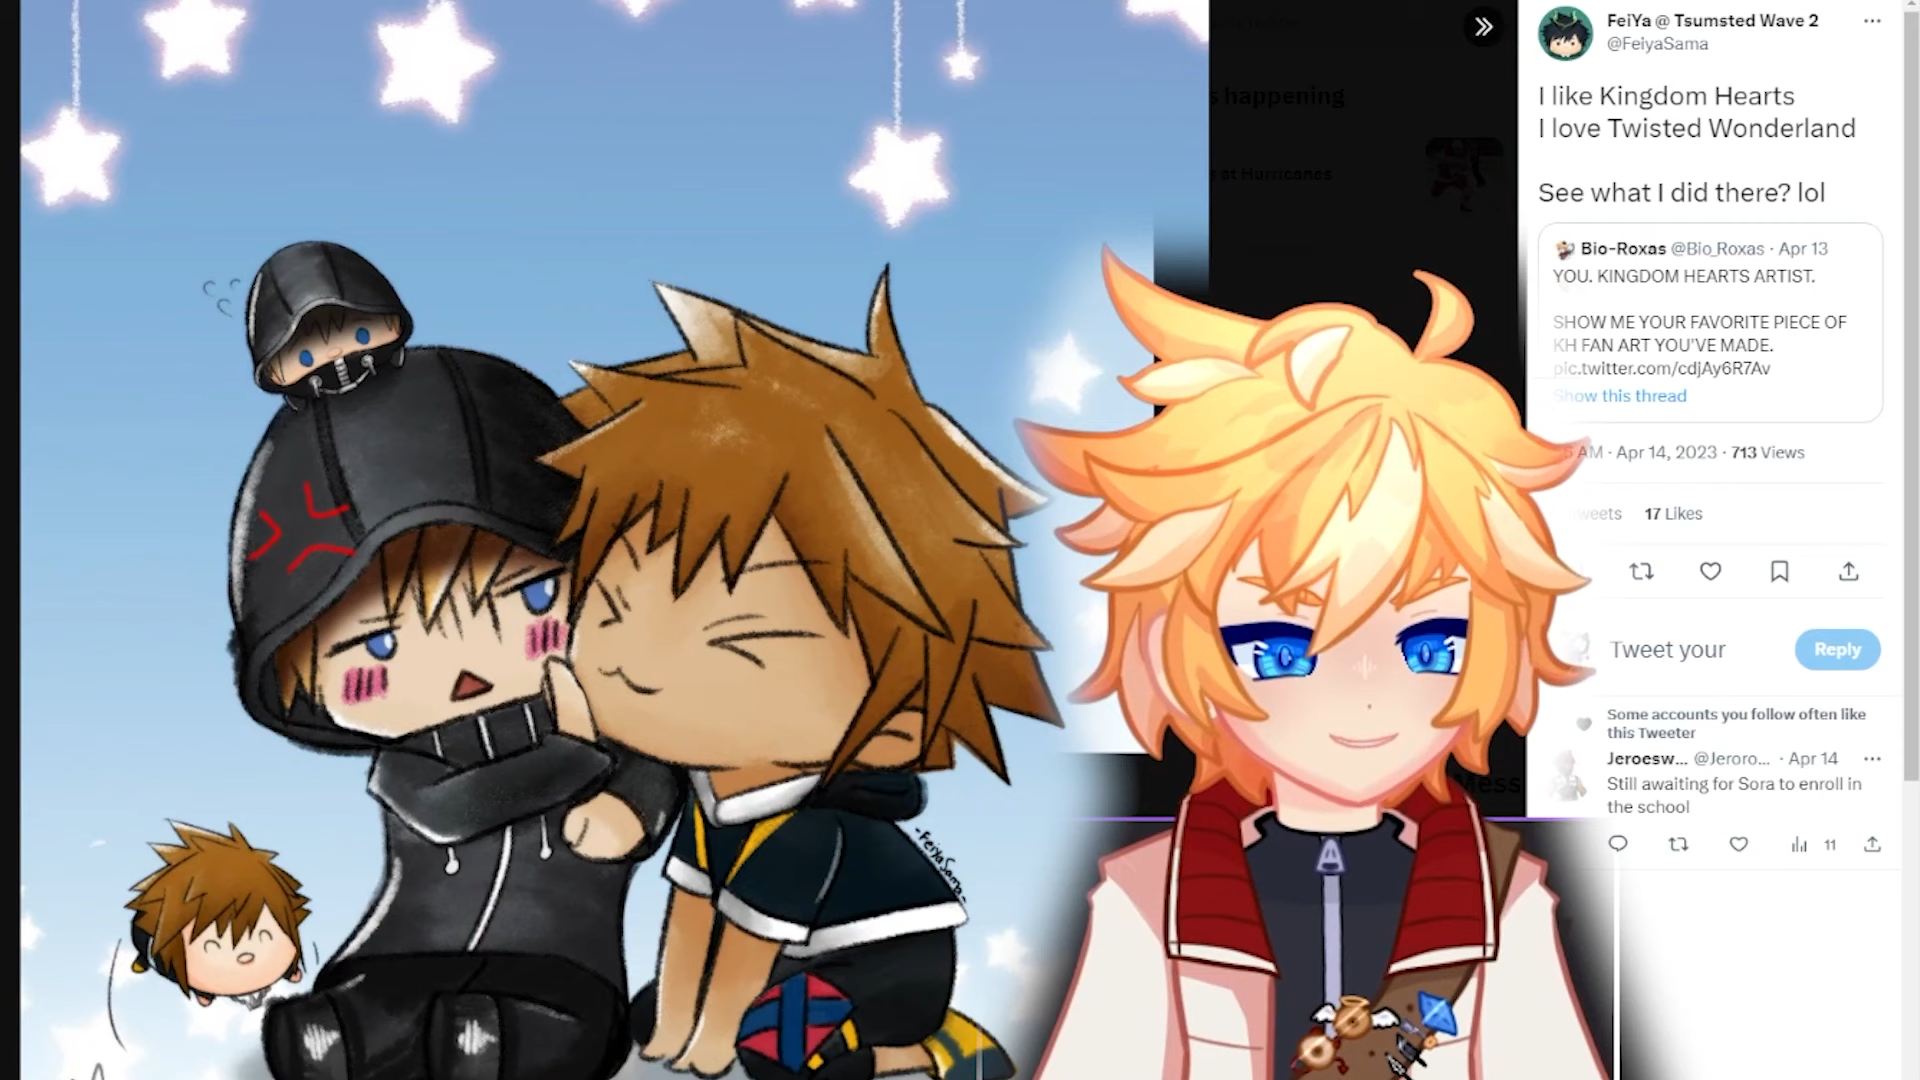 FeiYa @ Tsumsted Wave 2
@FeiyaSama
I like Kingdom Hearts
I love Twisted Wonderland
See what I did there? lol
Bio-Roxas @Bio_Roxas · Apr 13
YOU. KINGDOM HEARTS ARTIST.
SHOW ME YOUR FAVORITE PIECE OF
KH FAN ART YOU'VE MADE.
pic.twitter.com/cdjAy6R7Av
Show this thread
AM · Apr 14, 2023 · 713 Views
17 Likes
Tweet your
Reply
Some accounts you follow often like
this Tweeter
Jeroesw... @Jeroro... · Apr 14
Still awaiting for Sora to enroll in
the school
11
happening
at Hurricanes
-FeiyaSama-